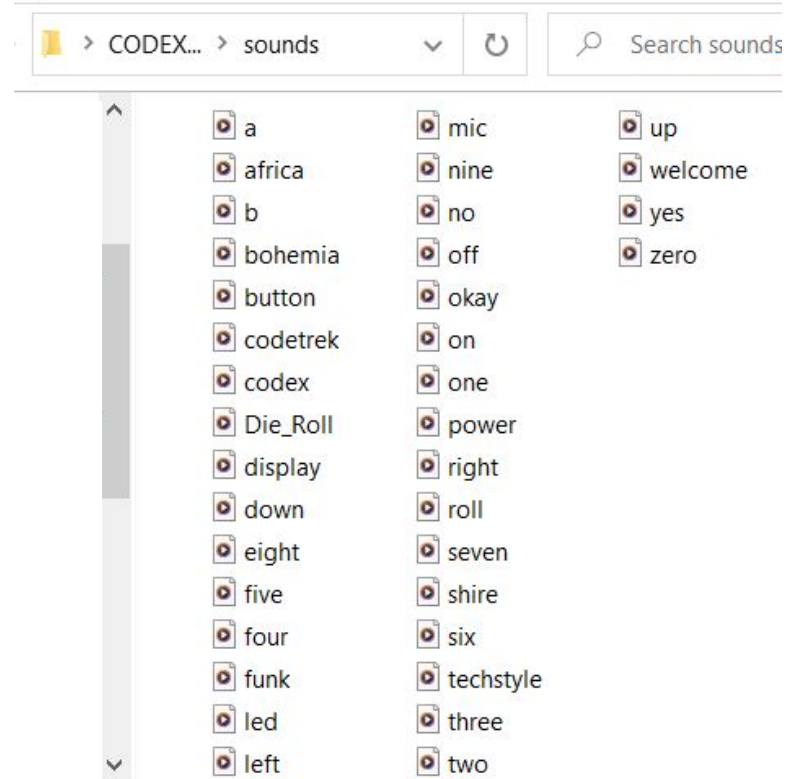 CODEX... > sounds
Search sounds
a
africa
b
bohemia
button
codetrek
codex
Die_Roll
display
down
eight
five
four
funk
led
left
mic
nine
no
off
okay
on
one
power
right
roll
seven
shire
six
techstyle
three
two
up
welcome
yes
zero